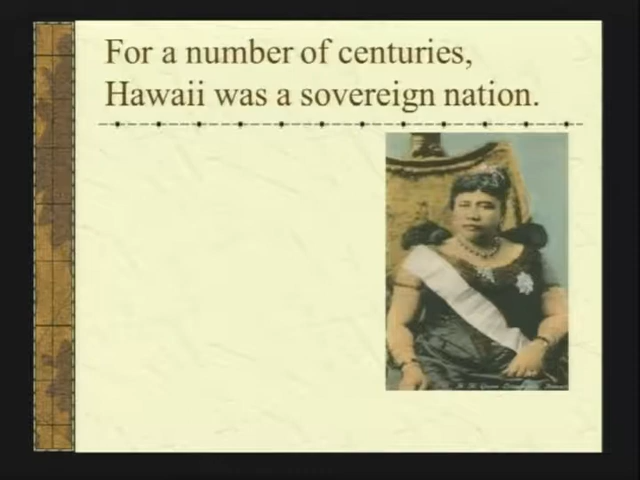 For a number of centuries,
Hawaii was a sovereign nation.